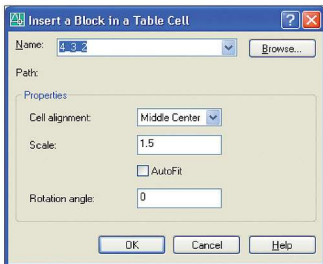 Insert a Block in a Table Cell
Name: 4_3_2 Browse...
Path:
Properties
Cell alignment: Middle Center
Scale: 1.5
AutoFit
Rotation angle: 0
OK Cancel Help